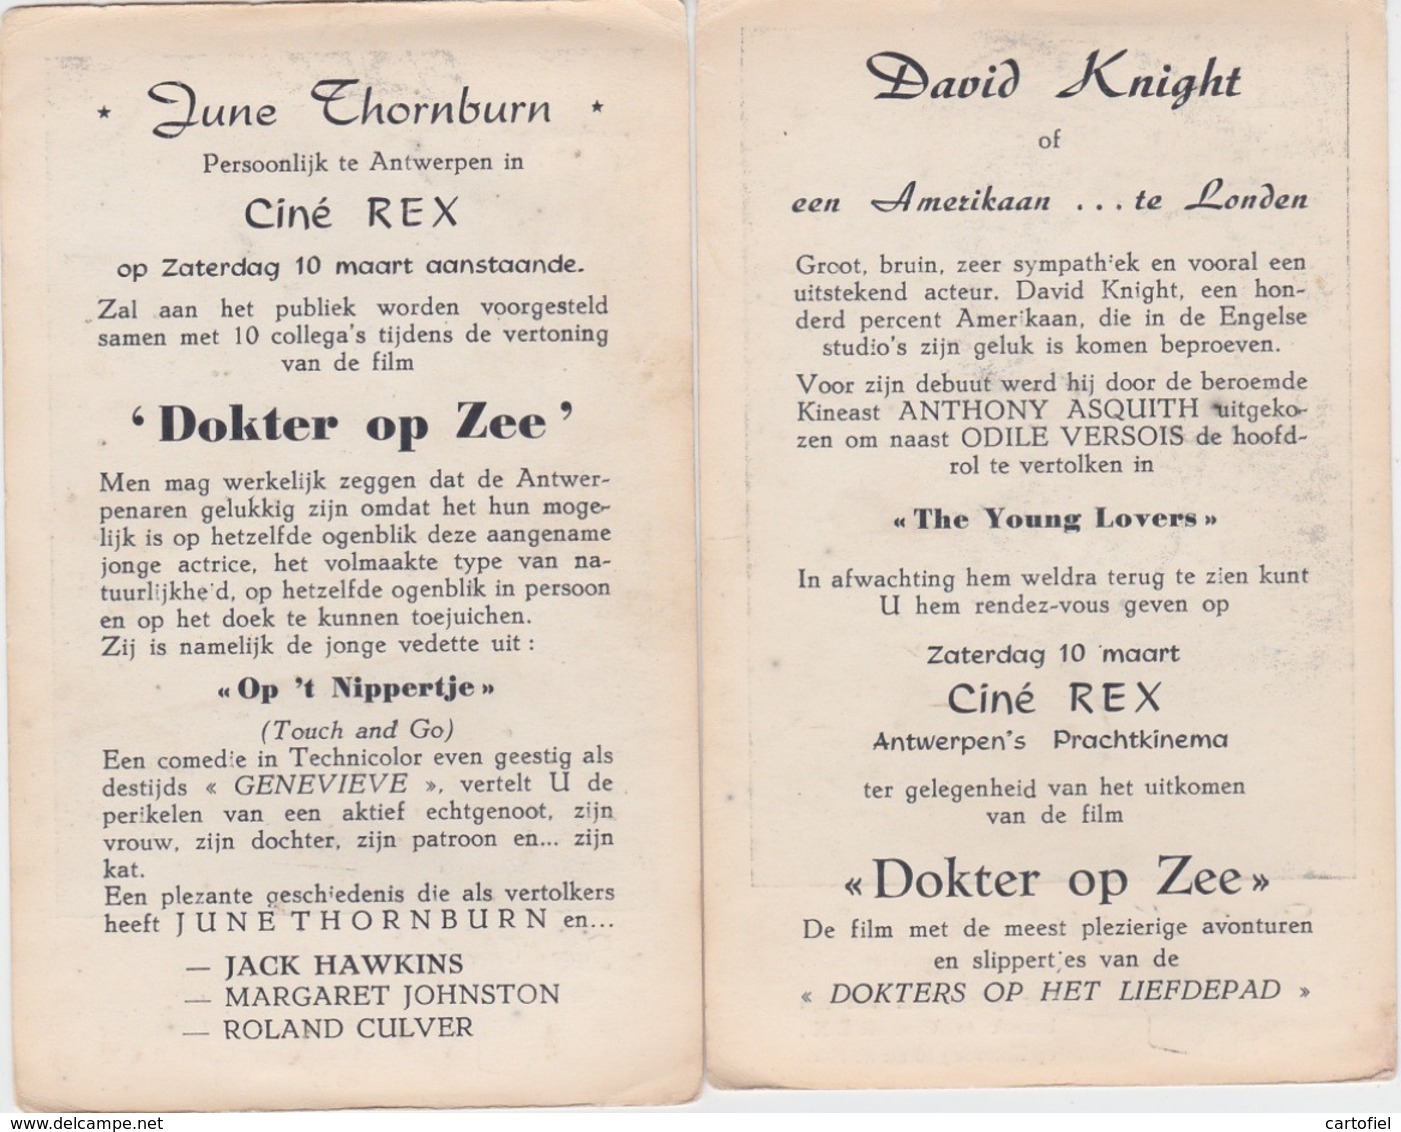 * June Thornburn *
Persoonlijk te Antwerpen in
Ciné REX
op Zaterdag 10 maart aanstaande.
Zal aan het publiek worden voorgesteld
samen met 10 collega's tijdens de vertoning
van de film
‘ Dokter op Zee ’
Men mag werkelijk zeggen dat de Antwer-
penaren gelukkig zijn omdat het hun moge-
lijk is op hetzelfde ogenblik deze aangename
jonge actrice, het volmaakte type van na-
tuurlijkheid, op hetzelfde ogenblik in persoon
en op het doek te kunnen toejuichen.
Zij is namelijk de jonge vedette uit :
« Op 't Nippertje »
(Touch and Go)
Een comedie in Technicolor even geestig als
destijds « GENEVIEVE », vertelt U de
perikelen van een aktief echtgenoot, zijn
vrouw, zijn dochter, zijn patroon en... zijn
kat.
Een plezante geschiedenis die als vertolkers
heeft JUNE THORNBURN en...
— JACK HAWKINS
— MARGARET JOHNSTON
— ROLAND CULVER
David Knight
of
een Amerikaan ... te Londen
Groot, bruin, zeer sympathiek en vooral een
uitstekend acteur. David Knight, een hon-
derd percent Amerikaan, die in de Engelse
studio's zijn geluk is komen beproeven.
Voor zijn debuut werd hij door de beroemde
Kineast ANTHONY ASQUITH uitgeko-
zen om naast ODILE VERSOIS de hoofd-
rol te vertolken in
« The Young Lovers »
In afwachting hem weldra terug te zien kunt
U hem rendez-vous geven op
Zaterdag 10 maart
Ciné REX
Antwerpen's Prachtkinema
ter gelegenheid van het uitkomen
van de film
« Dokter op Zee »
De film met de meest plezierige avonturen
en slippertjes van de
« DOKTERS OP HET LIEFDEPAD »
www.delcampe.net
cartofiel